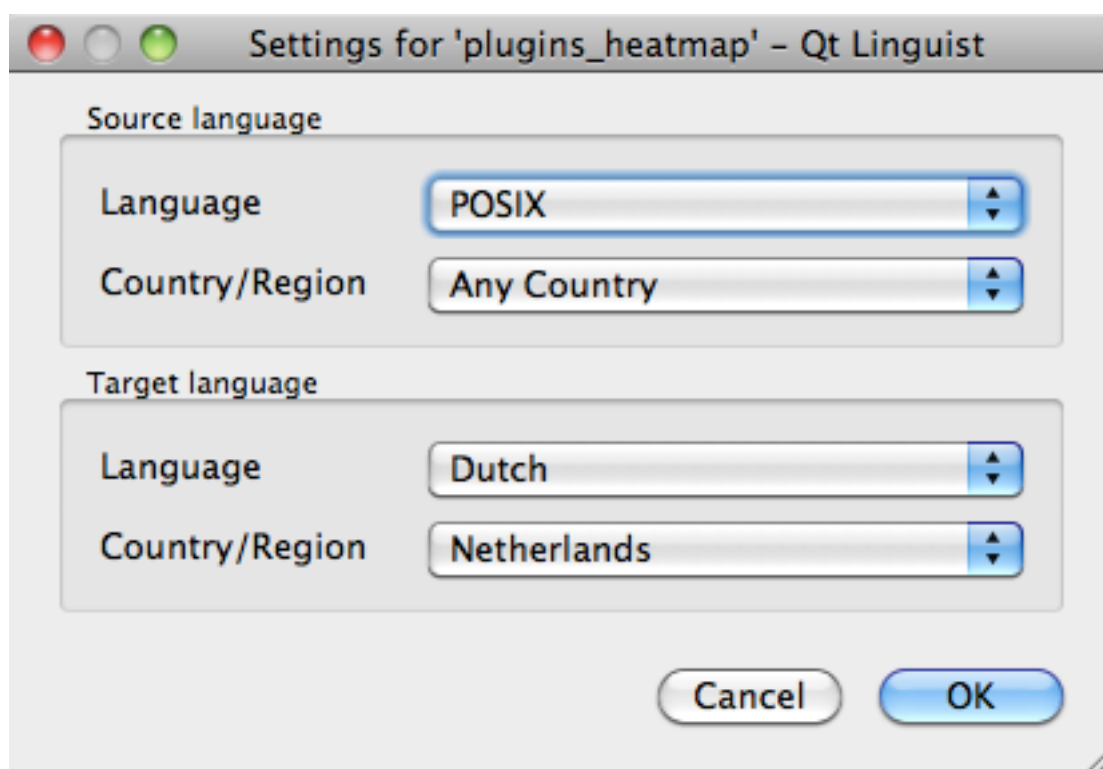 Settings for 'plugins_heatmap' – Qt Linguist
Source language
Language POSIX
Country/Region Any Country
Target language
Language Dutch
Country/Region Netherlands
Cancel OK